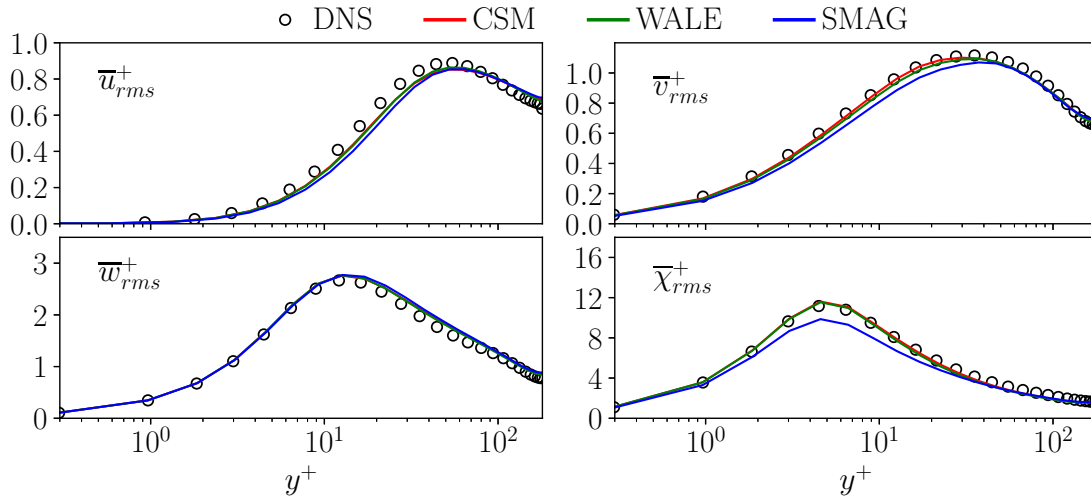 DNS CSM WALE SMAG
1.0 0.8 0.6 0.4 0.2 0.0
u̅⁺rms
1.0 0.8 0.6 0.4 0.2 0.0
v̅⁺rms
3 2 1 0
w̅⁺rms
10⁰ 10¹ 10²
y⁺
16 12 8 4 0
χ̅⁺rms
10⁰ 10¹ 10²
y⁺